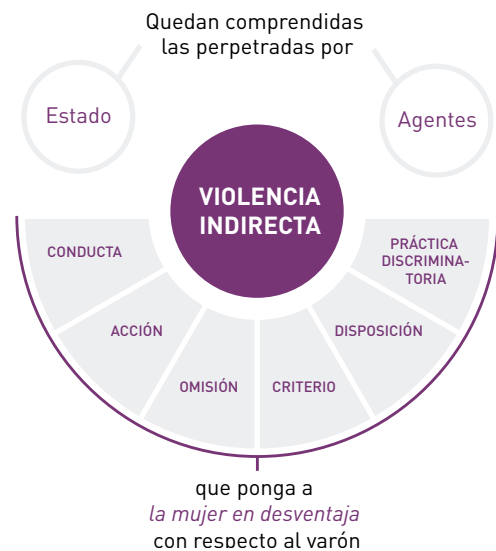 Quedan comprendidas
las perpetradas por
Estado
Agentes
VIOLENCIA
INDIRECTA
CONDUCTA
ACCIÓN
OMISIÓN
CRITERIO
DISPOSICIÓN
PRÁCTICA
DISCRIMINA-
TORIA
que ponga a
la mujer en desventaja
con respecto al varón